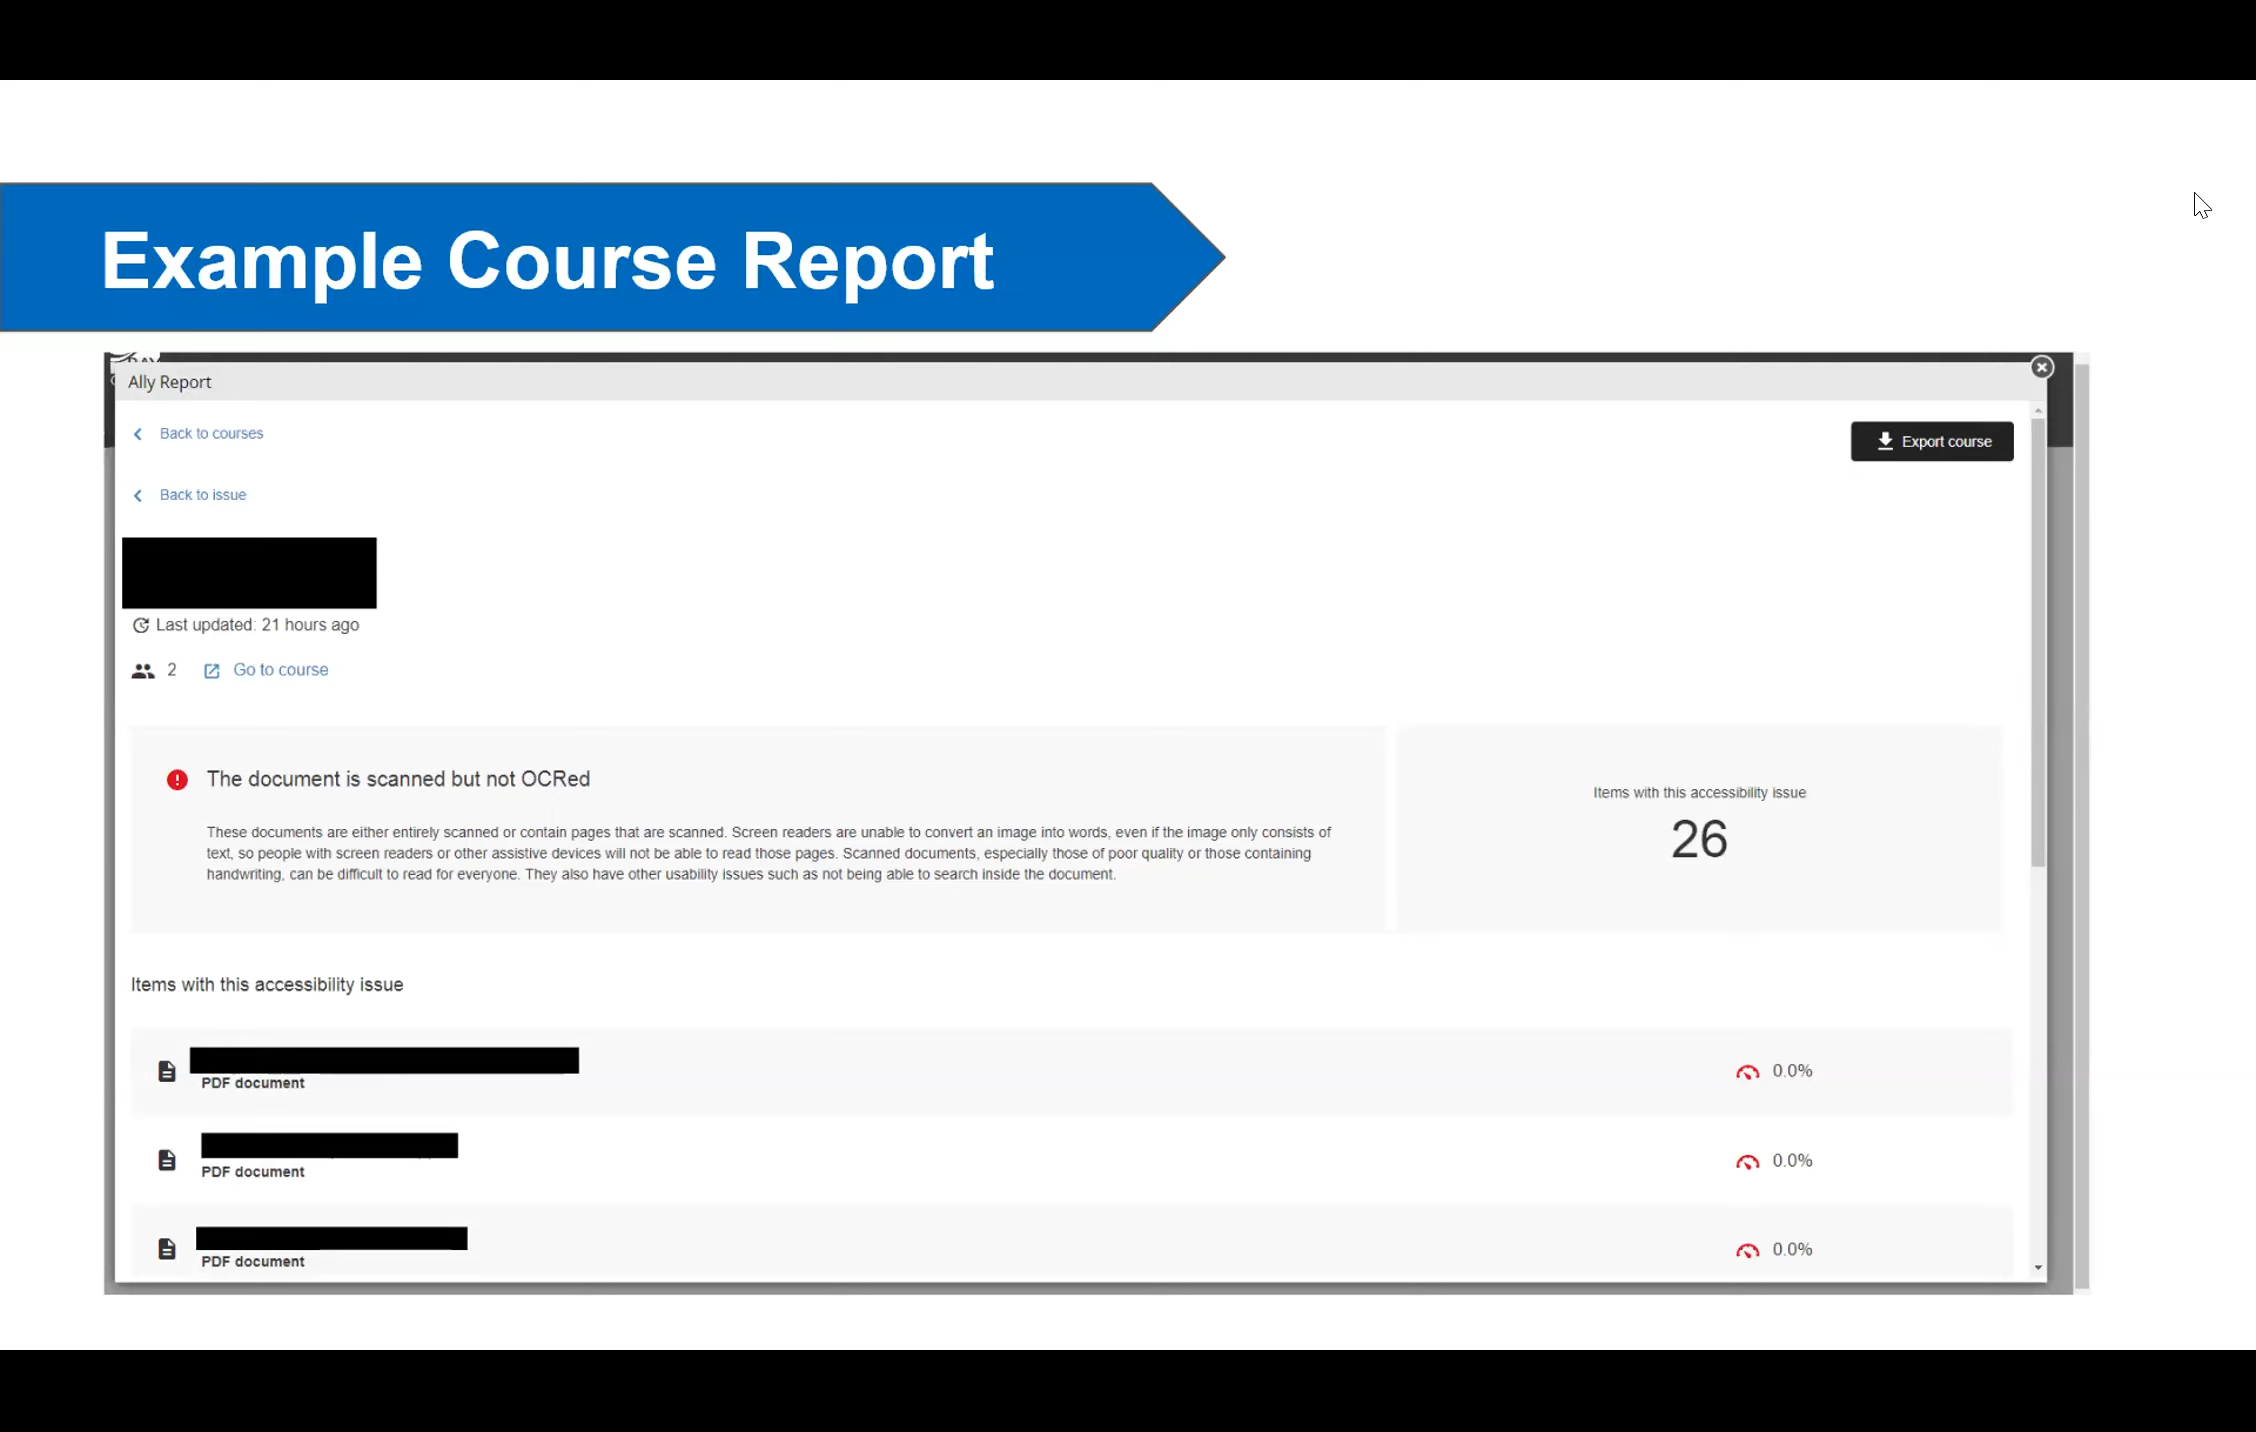 Example Course Report
Ally Report
Back to courses
Export course
Back to issue
Last updated: 21 hours ago
2 Go to course
The document is scanned but not OCRed
Items with this accessibility issue
26
These documents are either entirely scanned or contain pages that are scanned. Screen readers are unable to convert an image into words, even if the image only consists of
text, so people with screen readers or other assistive devices will not be able to read those pages. Scanned documents, especially those of poor quality or those containing
handwriting, can be difficult to read for everyone. They also have other usability issues such as not being able to search inside the document.
Items with this accessibility issue
PDF document
0.0%
PDF document
0.0%
PDF document
0.0%